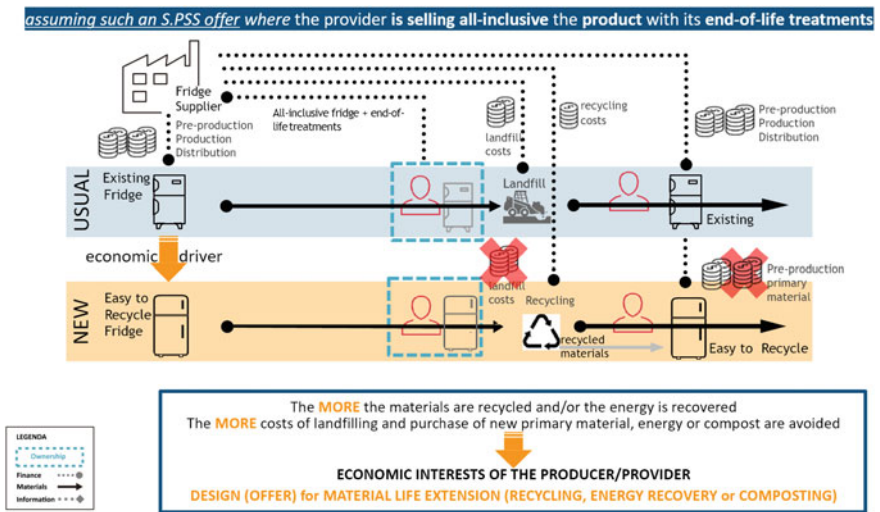 assuming such an S.PSS offer where the provider is selling all-inclusive the product with its end-of-life treatments
Fridge
Supplier
All-inclusive fridge + end-of-
lifetreatments
Pre-production
Production
Distribution
landfill
costs
recycling
costs
Pre-production
Production
Distribution
USUAL
Existing
Fridge
Landfill
Existing
economic driver
landfill
costs
Pre-production
primary
material
NEW
Easy to
Recycle
Fridge
Recycling
recycled
materials
Easy to Recycle
The MORE the materials are recycled and/or the energy is recovered
The MORE costs of landfilling and purchase of new primary material, energy or compost are avoided
ECONOMIC INTERESTS OF THE PRODUCER/PROVIDER
DESIGN (OFFER) for MATERIAL LIFE EXTENSION (RECYCLING, ENERGY RECOVERY or COMPOSTING)
LEGENDA
Ownership
Finance
Materials
Information